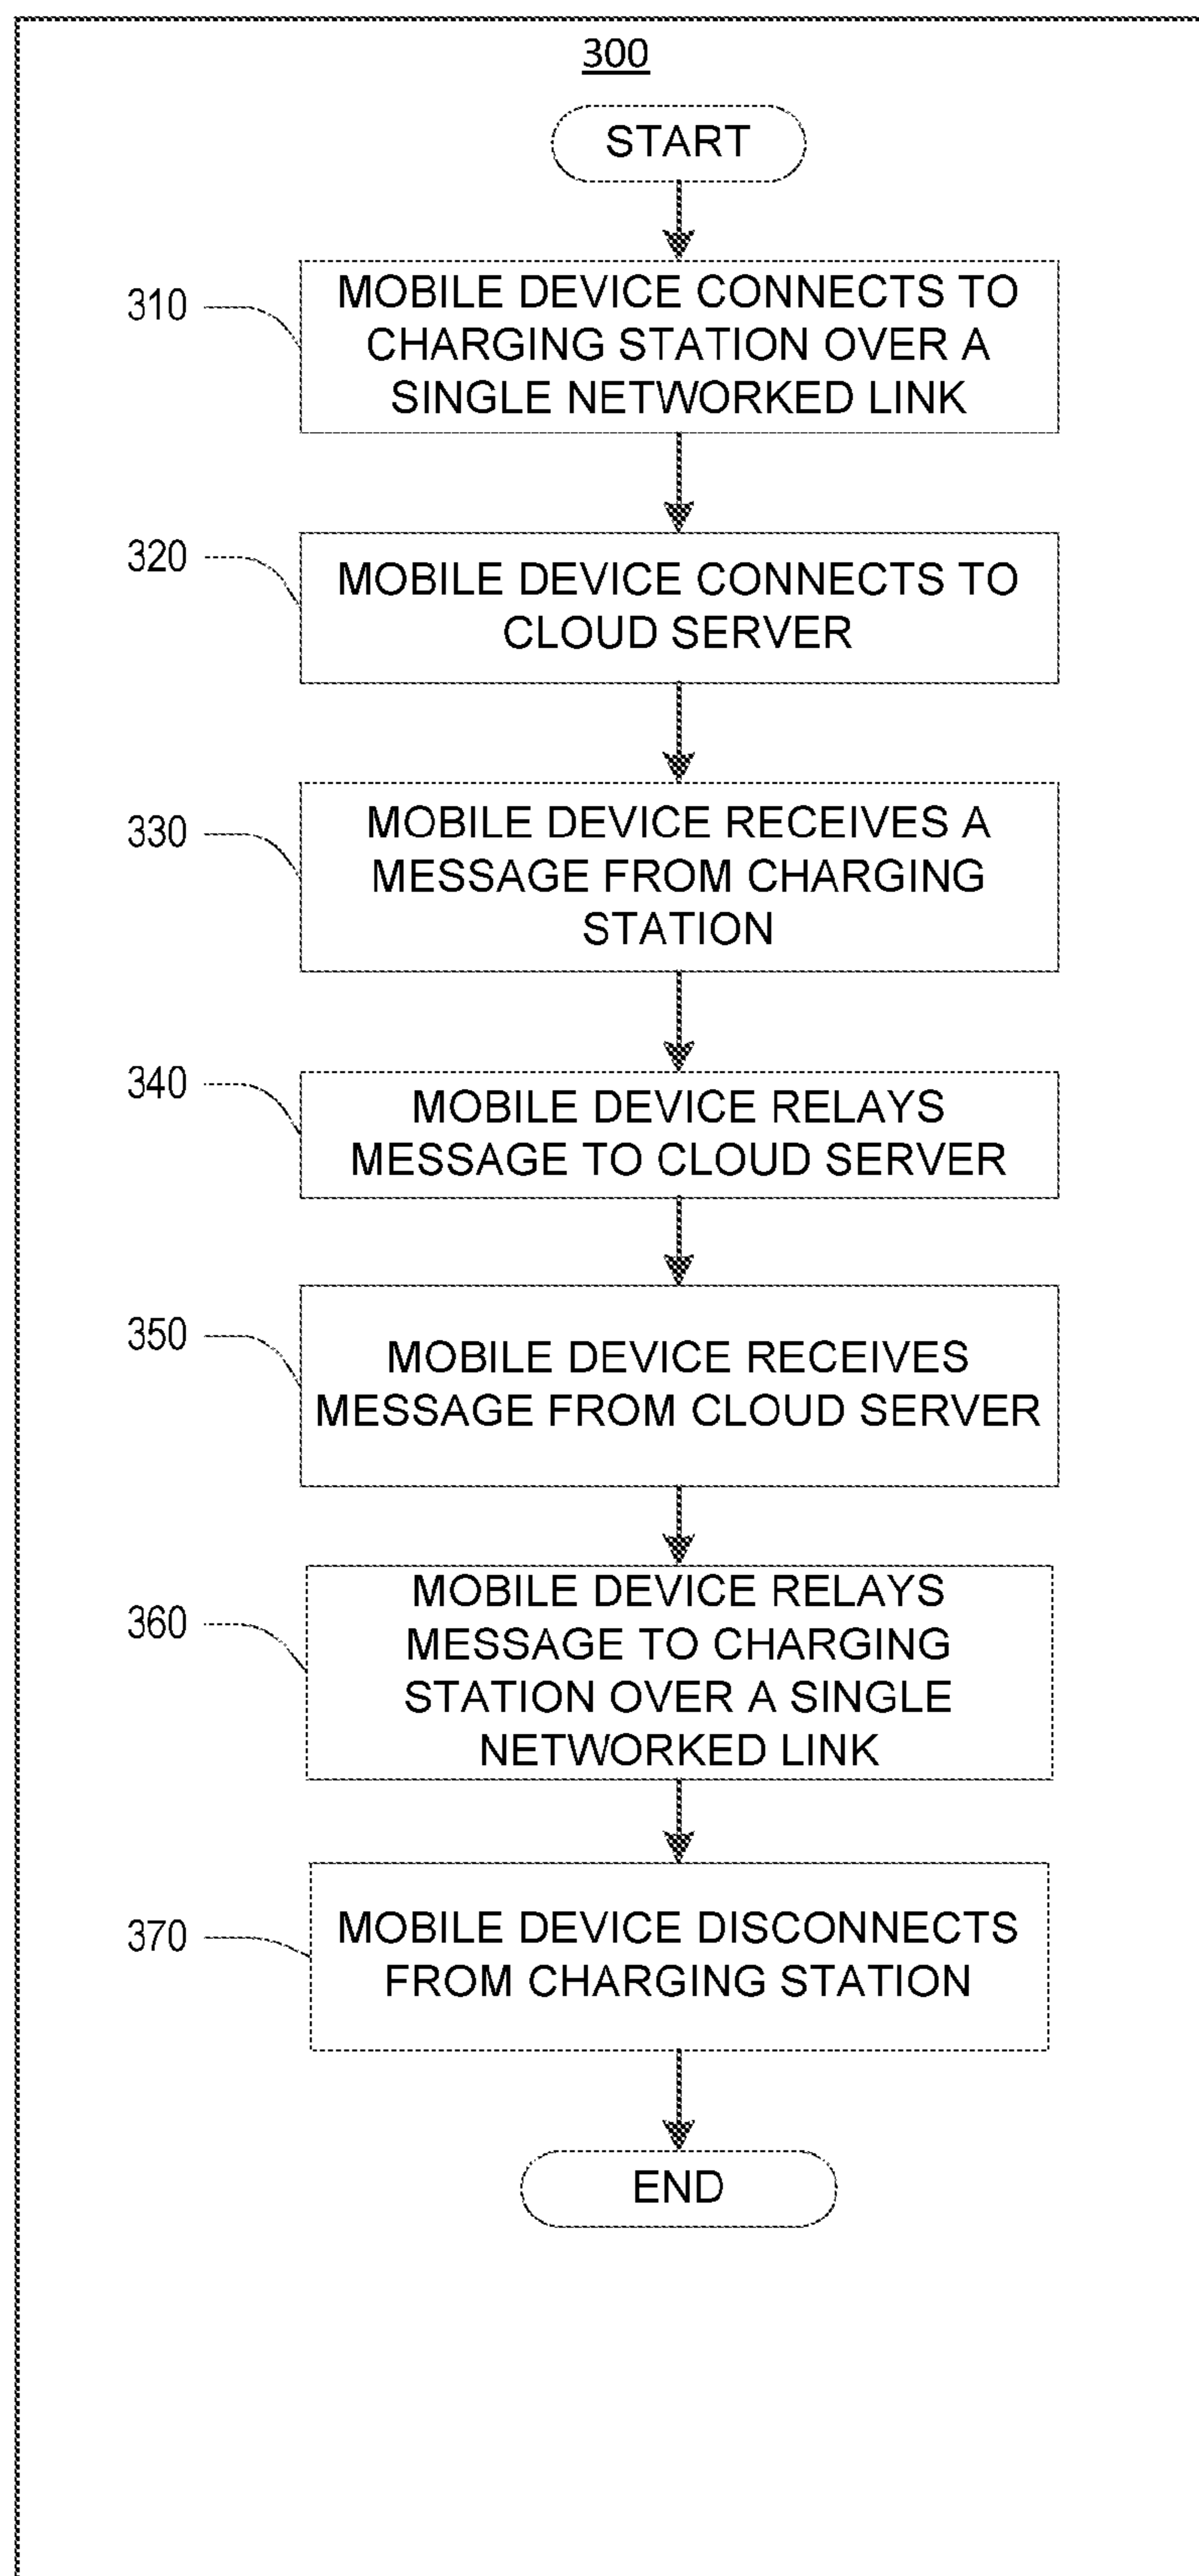 300
START
310
MOBILE DEVICE CONNECTS TO
CHARGING STATION OVER A
SINGLE NETWORKED LINK
320
MOBILE DEVICE CONNECTS TO
CLOUD SERVER
330
MOBILE DEVICE RECEIVES A
MESSAGE FROM CHARGING
STATION
340
MOBILE DEVICE RELAYS
MESSAGE TO CLOUD SERVER
350
MOBILE DEVICE RECEIVES
MESSAGE FROM CLOUD SERVER
360
MOBILE DEVICE RELAYS
MESSAGE TO CHARGING
STATION OVER A SINGLE
NETWORKED LINK
370
MOBILE DEVICE DISCONNECTS
FROM CHARGING STATION
END